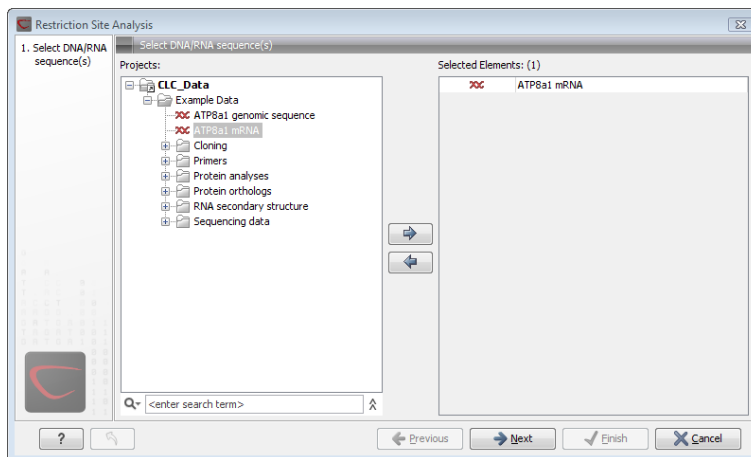 Restriction Site Analysis
1. Select DNA/RNA
sequence(s)
Select DNA/RNA sequence(s)
Projects:
CLC_Data
Example Data
ATP8a1 genomic sequence
ATP8a1 mRNA
Cloning
Primers
Protein analyses
Protein orthologs
RNA secondary structure
Sequencing data
<enter search term>
Selected Elements: (1)
ATP8a1 mRNA
?
Previous
Next
Finish
Cancel